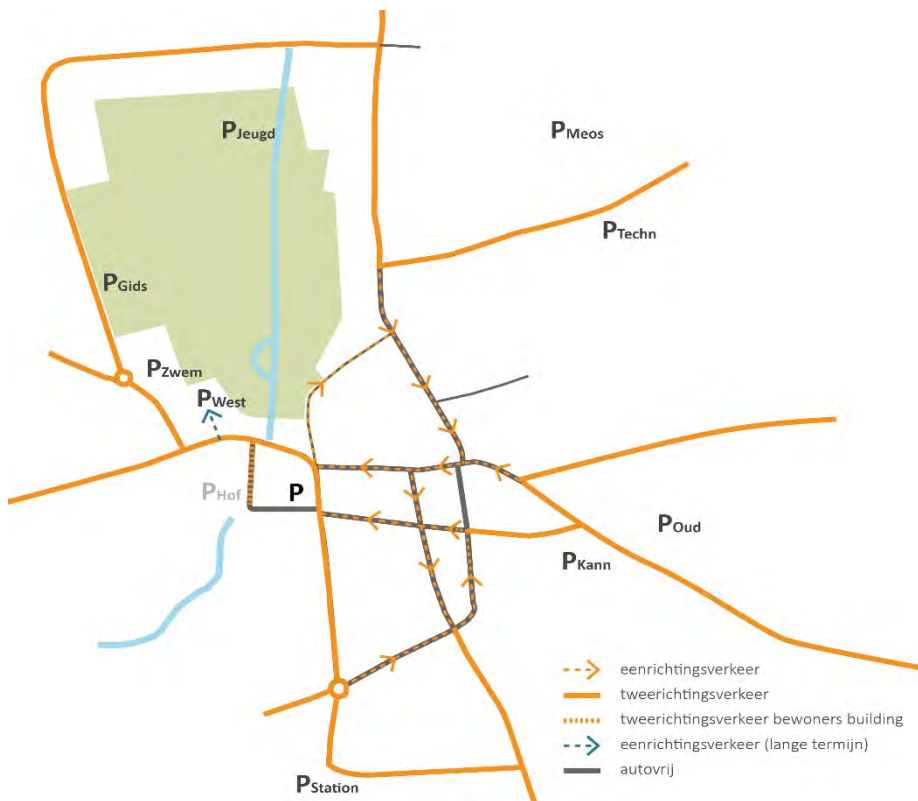 PJeugd
PMeos
PTechn
PGids
PZwem
PWest
PHof
P
POud
PKann
PStation
eenrichtingsverkeer
tweerichtingsverkeer
tweerichtingsverkeer bewoners building
eenrichtingsverkeer (lange termijn)
autovrij